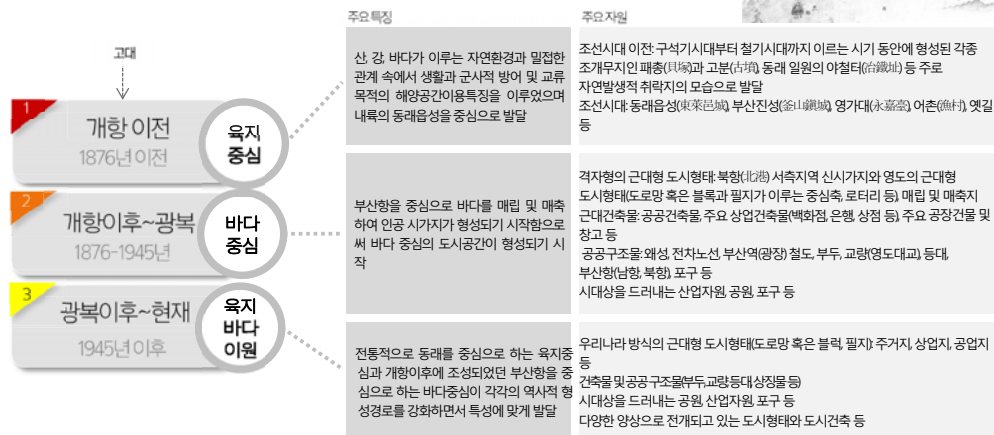 주요특징
주요자원
고대
1
개항 이전
1876년 이전
육지
중심
산, 강, 바다가 이루는 자연환경과 밀접한
관계 속에서 생활과 군사적 방어 및 교류
목적의 해양공간이용특징을 이루었으며
내륙의 동래읍성을 중심으로 발달
조선시대 이전: 구석기시대부터 철기시대까지 이르는 시기 동안에 형성된 각종
조개무지인 패총(貝塚)과 고분(古墳), 동래 일원의 야철터(冶鐵址) 등 주로
자연발생적 취락지의 모습으로 발달
조선시대: 동래읍성(東萊邑城), 부산진성(釜山鎭城), 영가대(永嘉臺), 어촌(漁村), 옛길
등
2
개항이후~광복
1876-1945년
바다
중심
부산항을 중심으로 바다를 매립 및 매축
하여 인공 시가지가 형성되기 시작함으로
써 바다 중심의 도시공간이 형성되기 시
작
격자형의 근대형 도시형태: 북항(北港) 서측지역 신시가지와 영도의 근대형
도시형태(도로망 혹은 블록과 필지가 이루는 중심축, 로터리 등), 매립 및 매축지
근대건축물: 공공건축물, 주요 상업건축물(백화점, 은행, 상점 등), 주요 공장건물 및
창고 등
공공구조물: 왜성, 전차노선, 부산역(광장) 철도, 부두, 교량(영도대교), 등대,
부산항(남항, 북항), 포구 등
시대상을 드러내는 산업자원, 공원, 포구 등
3
광복이후~현재
1945년 이후
육지
바다
이원
전통적으로 동래를 중심으로 하는 육지중
심과 개항이후에 조성되었던 부산항을 중
심으로 하는 바다중심이 각각의 역사적 형
성경로를 강화하면서 특성에 맞게 발달
우리나라 방식의 근대형 도시형태(도로망 혹은 블럭, 필지): 주거지, 상업지, 공업지
등
건축물 및 공공구조물(부두,교량,등대,상징물 등)
시대상을 드러내는 공원, 산업자원, 포구 등
다양한 양상으로 전개되고 있는 도시형태와 도시건축 등